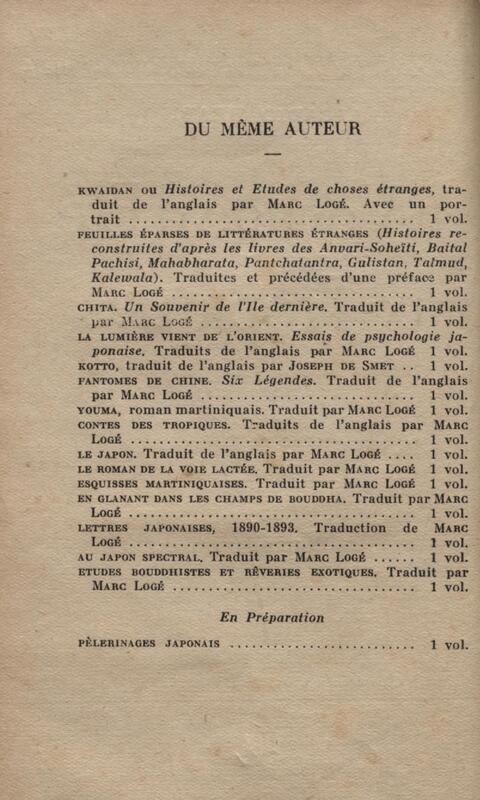 DU MÊME AUTEUR
KWAIDAN OU Histoires et Etudes de choses étranges, tra-
duit de l'anglais par MARC LOGÉ. Avec un por-
trait ........................................ 1 vol.
FEUILLES ÉPARSES DE LITTÉRATURES ÉTRANGES (Histoires re-
construites d'après les livres des Anvari-Soheïti, Baital
Pachisi, Mahabharata, Pantchatantra, Gulistan, Talmud,
Kalewala). Traduites et précédées d'une préface par
MARC LOGÉ .................................. 1 vol.
CHITA. Un Souvenir de l'Ile dernière. Traduit de l'anglais
par MARC LOGÉ .............................. 1 vol.
LA LUMIÈRE VIENT DE L'ORIENT. Essais de psychologie ja-
ponaise. Traduits de l'anglais par MARC LOGÉ 1 vol.
KOTTO, traduit de l'anglais par JOSEPH DE SMET .. 1 vol.
FANTOMES DE CHINE. Six Légendes. Traduit de l'anglais
par MARC LOGÉ .............................. 1 vol.
YOUMA, roman martiniquais. Traduit par MARC LOGÉ 1 vol.
CONTES DES TROPIQUES. Traduits de l'anglais par MARC
LOGÉ ........................................ 1 vol.
LE JAPON. Traduit de l'anglais par MARC LOGÉ .... 1 vol.
LE ROMAN DE LA VOIE LACTÉE. Traduit par MARC LOGÉ 1 vol.
ESQUISSES MARTINIQUAISES. Traduit par MARC LOGÉ 1 vol.
EN GLANANT DANS LES CHAMPS DE BOUDDHA. Traduit par MARC
LOGÉ ........................................ 1 vol.
LETTRES JAPONAISES, 1890-1893. Traduction de MARC
LOGÉ ........................................ 1 vol.
AU JAPON SPECTRAL. Traduit par MARC LOGÉ ...... 1 vol.
ETUDES BOUDDHISTES ET RÊVERIES EXOTIQUES. Traduit par
MARC LOGÉ .................................. 1 vol.
En Préparation
PÈLERINAGES JAPONAIS .......................... 1 vol.